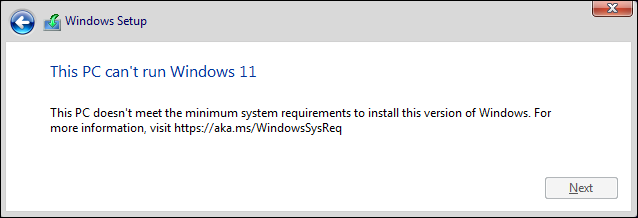 Windows Setup
This PC can't run Windows 11
This PC doesn't meet the minimum system requirements to install this version of Windows. For
more information, visit https://aka.ms/WindowsSysReq
Next